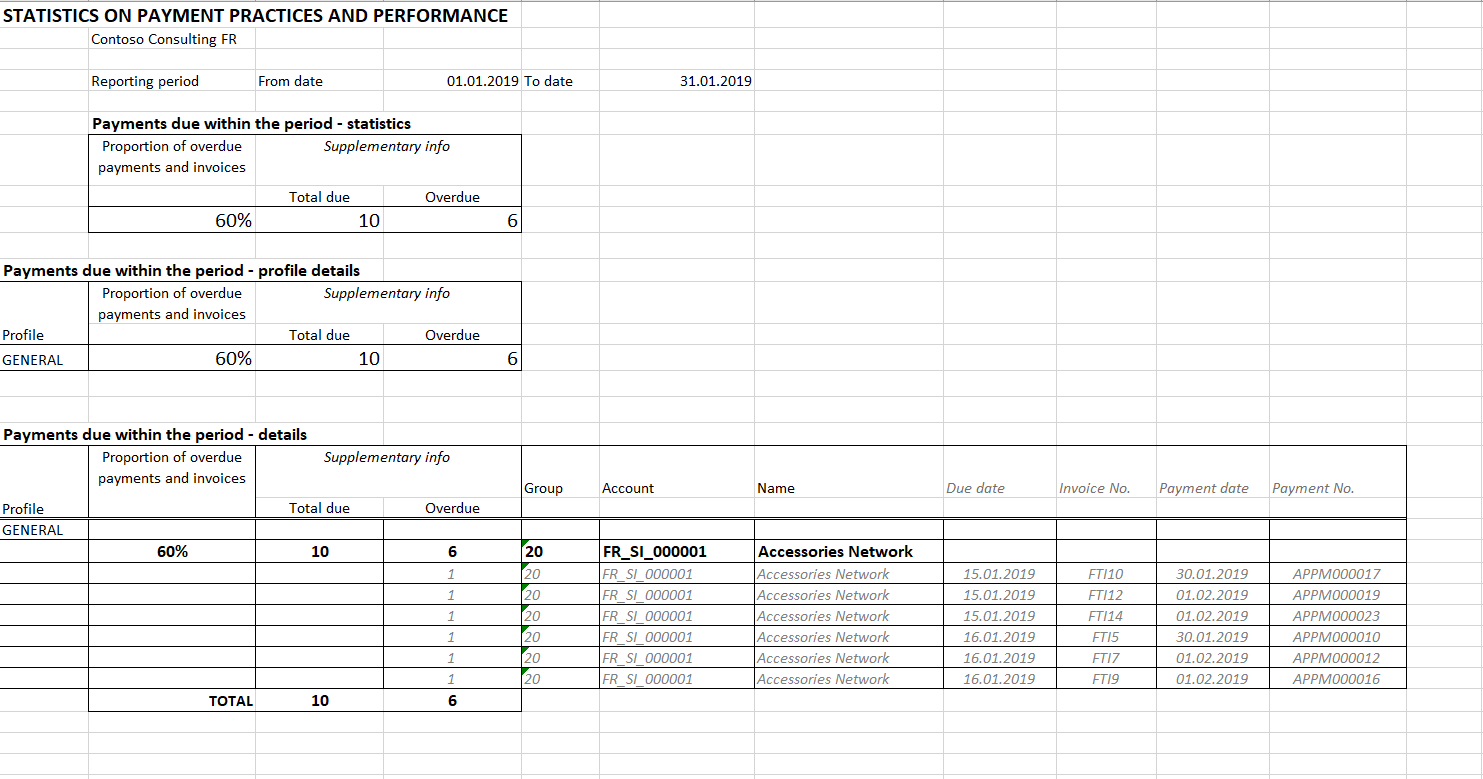 STATISTICS ON PAYMENT PRACTICES AND PERFORMANCE
Contoso Consulting FR
Reporting period From date 01.01.2019 To date 31.01.2019
Payments due within the period - statistics
Proportion of overdue Supplementary info
payments and invoices
Total due Overdue
60% 10 6
Payments due within the period - profile details
Proportion of overdue Supplementary info
payments and invoices
Profile Total due Overdue
GENERAL 60% 10 6
Payments due within the period - details
Proportion of overdue Supplementary info
payments and invoices
Group Account Name Due date Invoice No. Payment date Payment No.
Profile Total due Overdue
GENERAL
60% 10 6 20 FR_SI_000001 Accessories Network
1 20 FR_SI_000001 Accessories Network 15.01.2019 FTI10 30.01.2019 APPM000017
1 20 FR_SI_000001 Accessories Network 15.01.2019 FTI12 01.02.2019 APPM000019
1 20 FR_SI_000001 Accessories Network 15.01.2019 FTI14 01.02.2019 APPM000023
1 20 FR_SI_000001 Accessories Network 16.01.2019 FTI5 30.01.2019 APPM000010
1 20 FR_SI_000001 Accessories Network 16.01.2019 FTI7 01.02.2019 APPM000012
1 20 FR_SI_000001 Accessories Network 16.01.2019 FTI9 01.02.2019 APPM000016
TOTAL 10 6